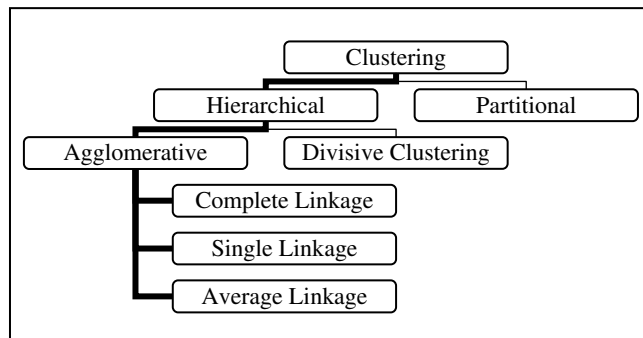 Clustering
Hierarchical
Partitional
Agglomerative
Divisive Clustering
Complete Linkage
Single Linkage
Average Linkage